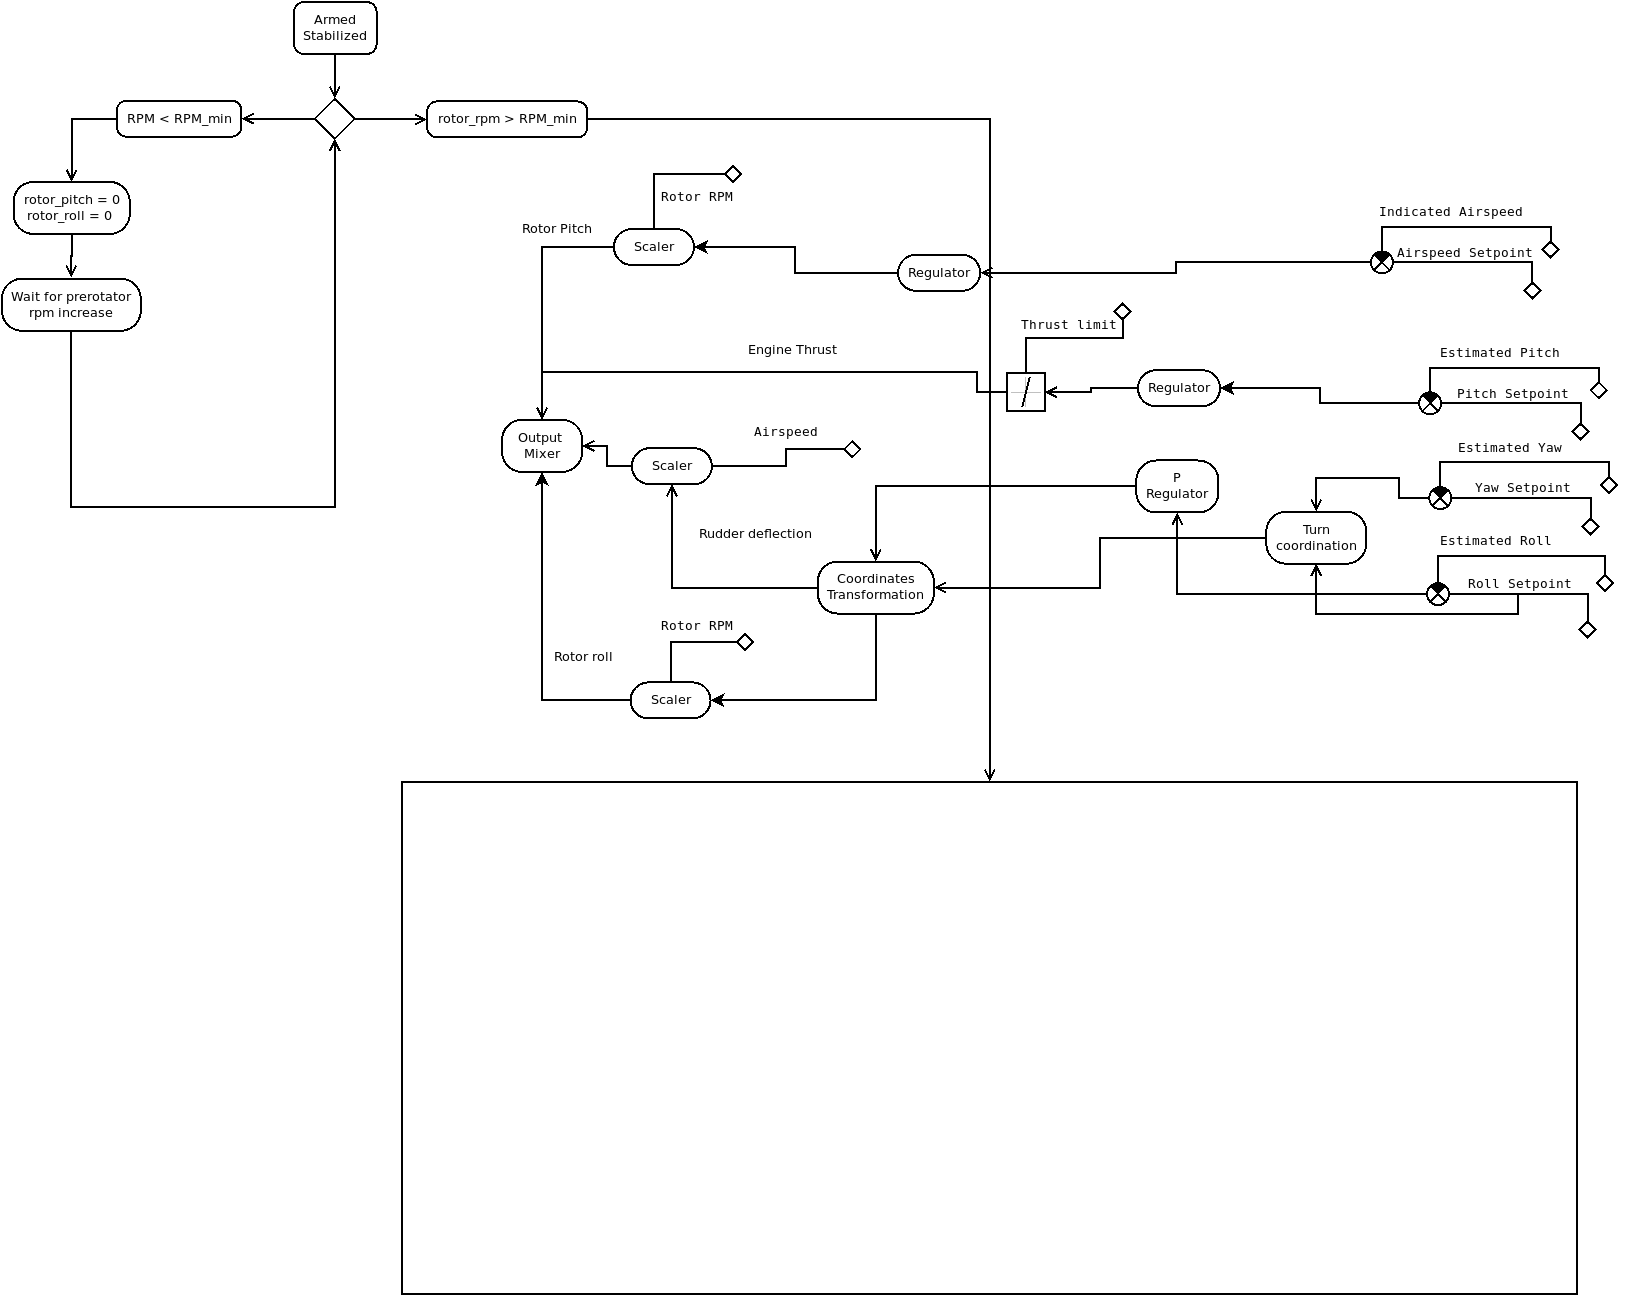 Armed
Stabilized
RPM < RPM_min
rotor_rpm > RPM_min
rotor_pitch = 0
rotor_roll = 0
Wait for prerotator
rpm increase
Rotor RPM
Rotor Pitch
Scaler
Regulator
Indicated Airspeed
Airspeed Setpoint
Thrust limit
Engine Thrust
Regulator
Estimated Pitch
Pitch Setpoint
Output
Mixer
Airspeed
Scaler
P
Regulator
Estimated Yaw
Yaw Setpoint
Rudder deflection
Turn
coordination
Estimated Roll
Roll Setpoint
Coordinates
Transformation
Rotor RPM
Rotor roll
Scaler